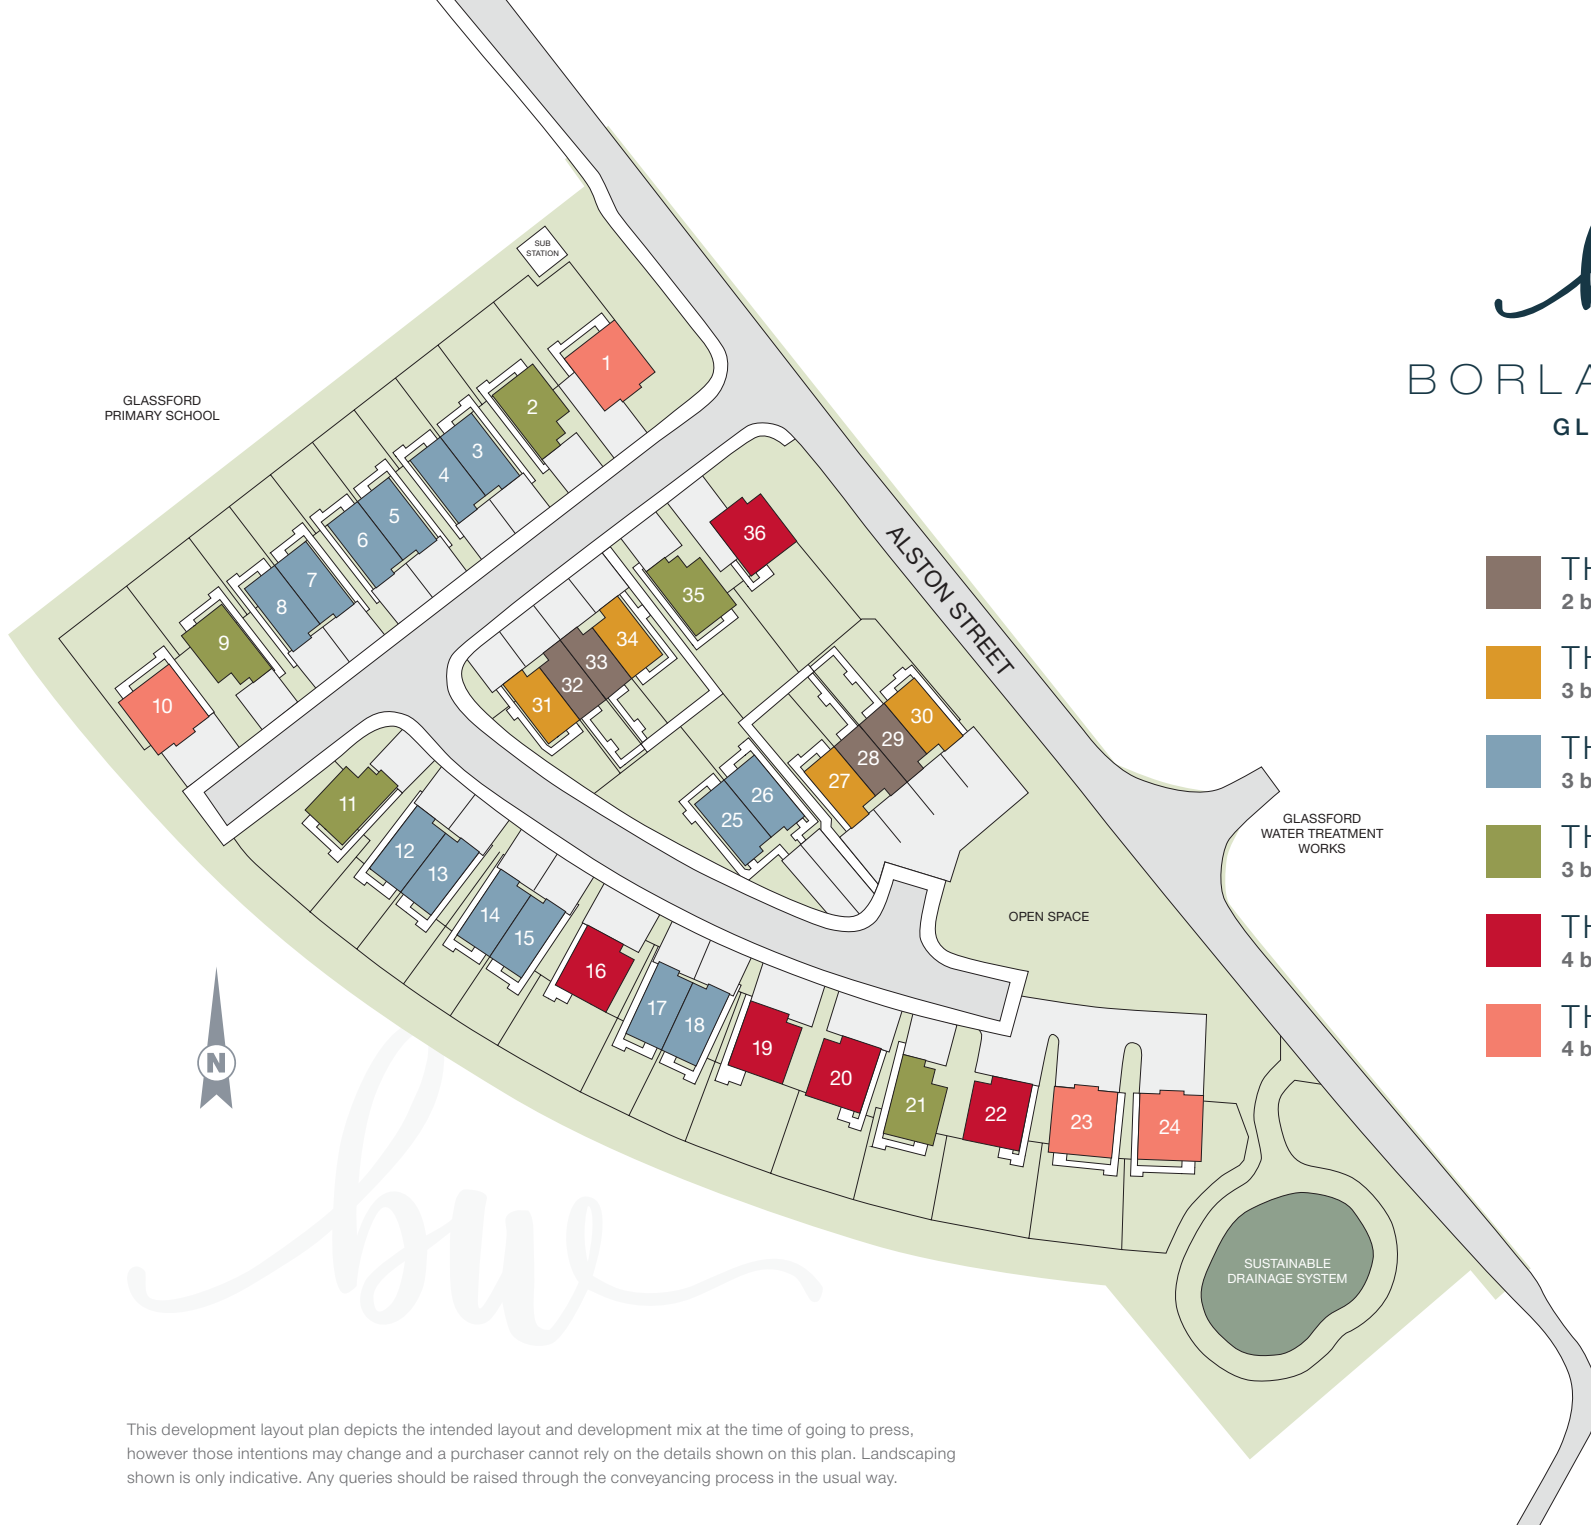 SUB
STATION
GLASSFORD
PRIMARY SCHOOL
BORLA
GL
ALSTON STREET
1
2
3
4
5
6
7
8
9
10
11
12
13
14
15
16
17
18
19
20
21
22
23
24
25
26
27
28
29
30
31
32
33
34
35
36
GLASSFORD
WATER TREATMENT
WORKS
OPEN SPACE
SUSTAINABLE
DRAINAGE SYSTEM
N
bw
TH
2 b
TH
3 b
TH
3 b
TH
3 b
TH
4 b
TH
4 b
This development layout plan depicts the intended layout and development mix at the time of going to press,
however those intentions may change and a purchaser cannot rely on the details shown on this plan. Landscaping
shown is only indicative. Any queries should be raised through the conveyancing process in the usual way.